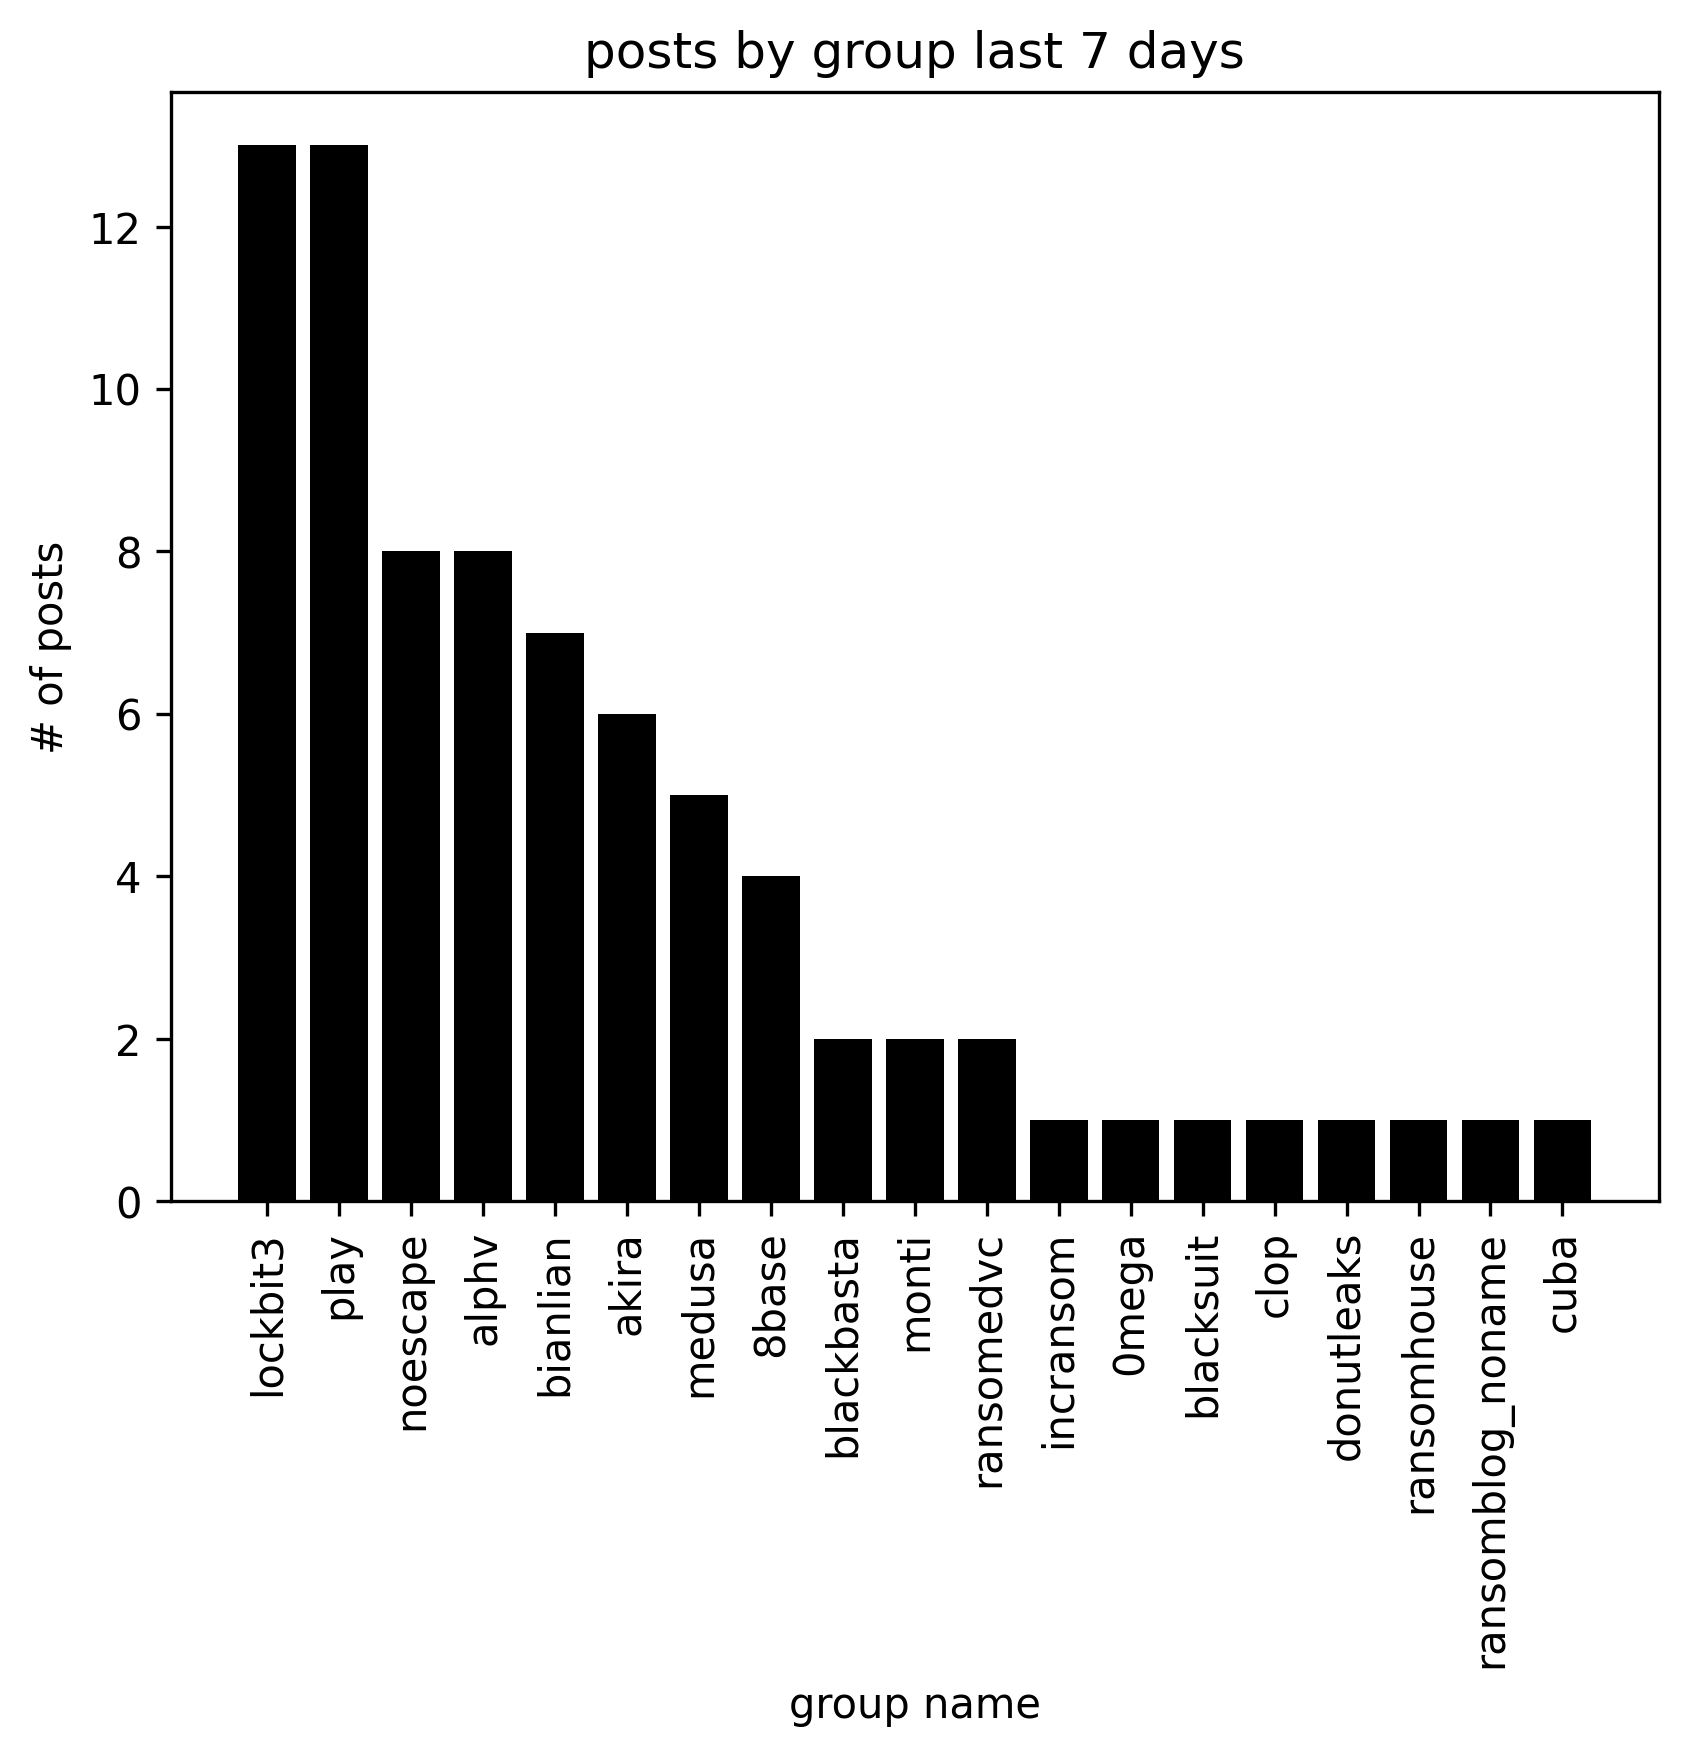 posts by group last 7 days
# of posts
12
10
8
6
4
2
0
lockbit3
play
noescape
alphv
bianlian
akira
medusa
8base
blackbasta
monti
ransomedvc
incransom
0mega
blacksuit
clop
donutleaks
ransomhouse
ransomblog_noname
cuba
group name